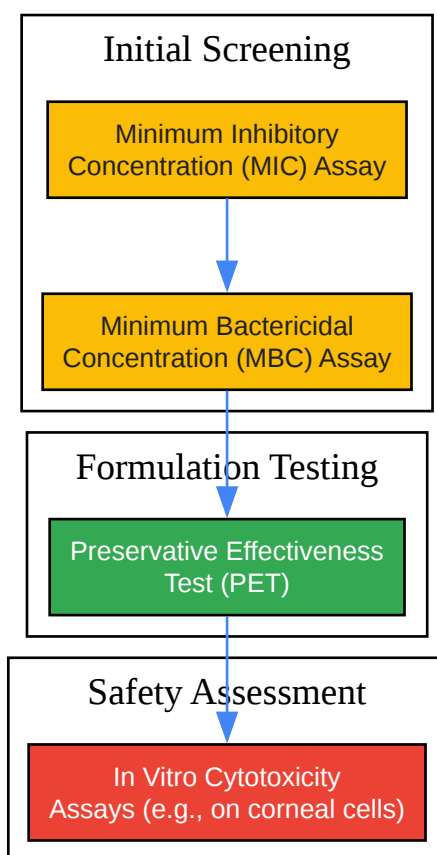 Initial Screening
Minimum Inhibitory
Concentration (MIC) Assay
Minimum Bactericidal
Concentration (MBC) Assay
Formulation Testing
Preservative Effectiveness
Test (PET)
Safety Assessment
In Vitro Cytotoxicity
Assays (e.g., on corneal cells)